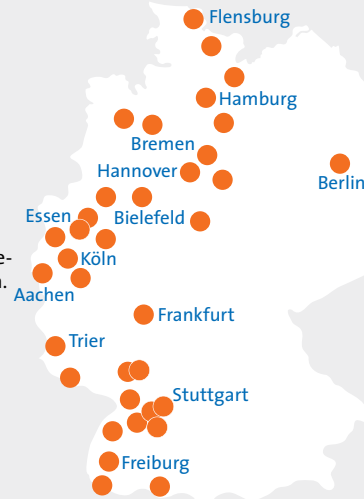 Flensburg
Hamburg
Bremen
Hannover
Berlin
Essen
Bielefeld
e-
Köln
.
Aachen
Frankfurt
Trier
Stuttgart
Freiburg